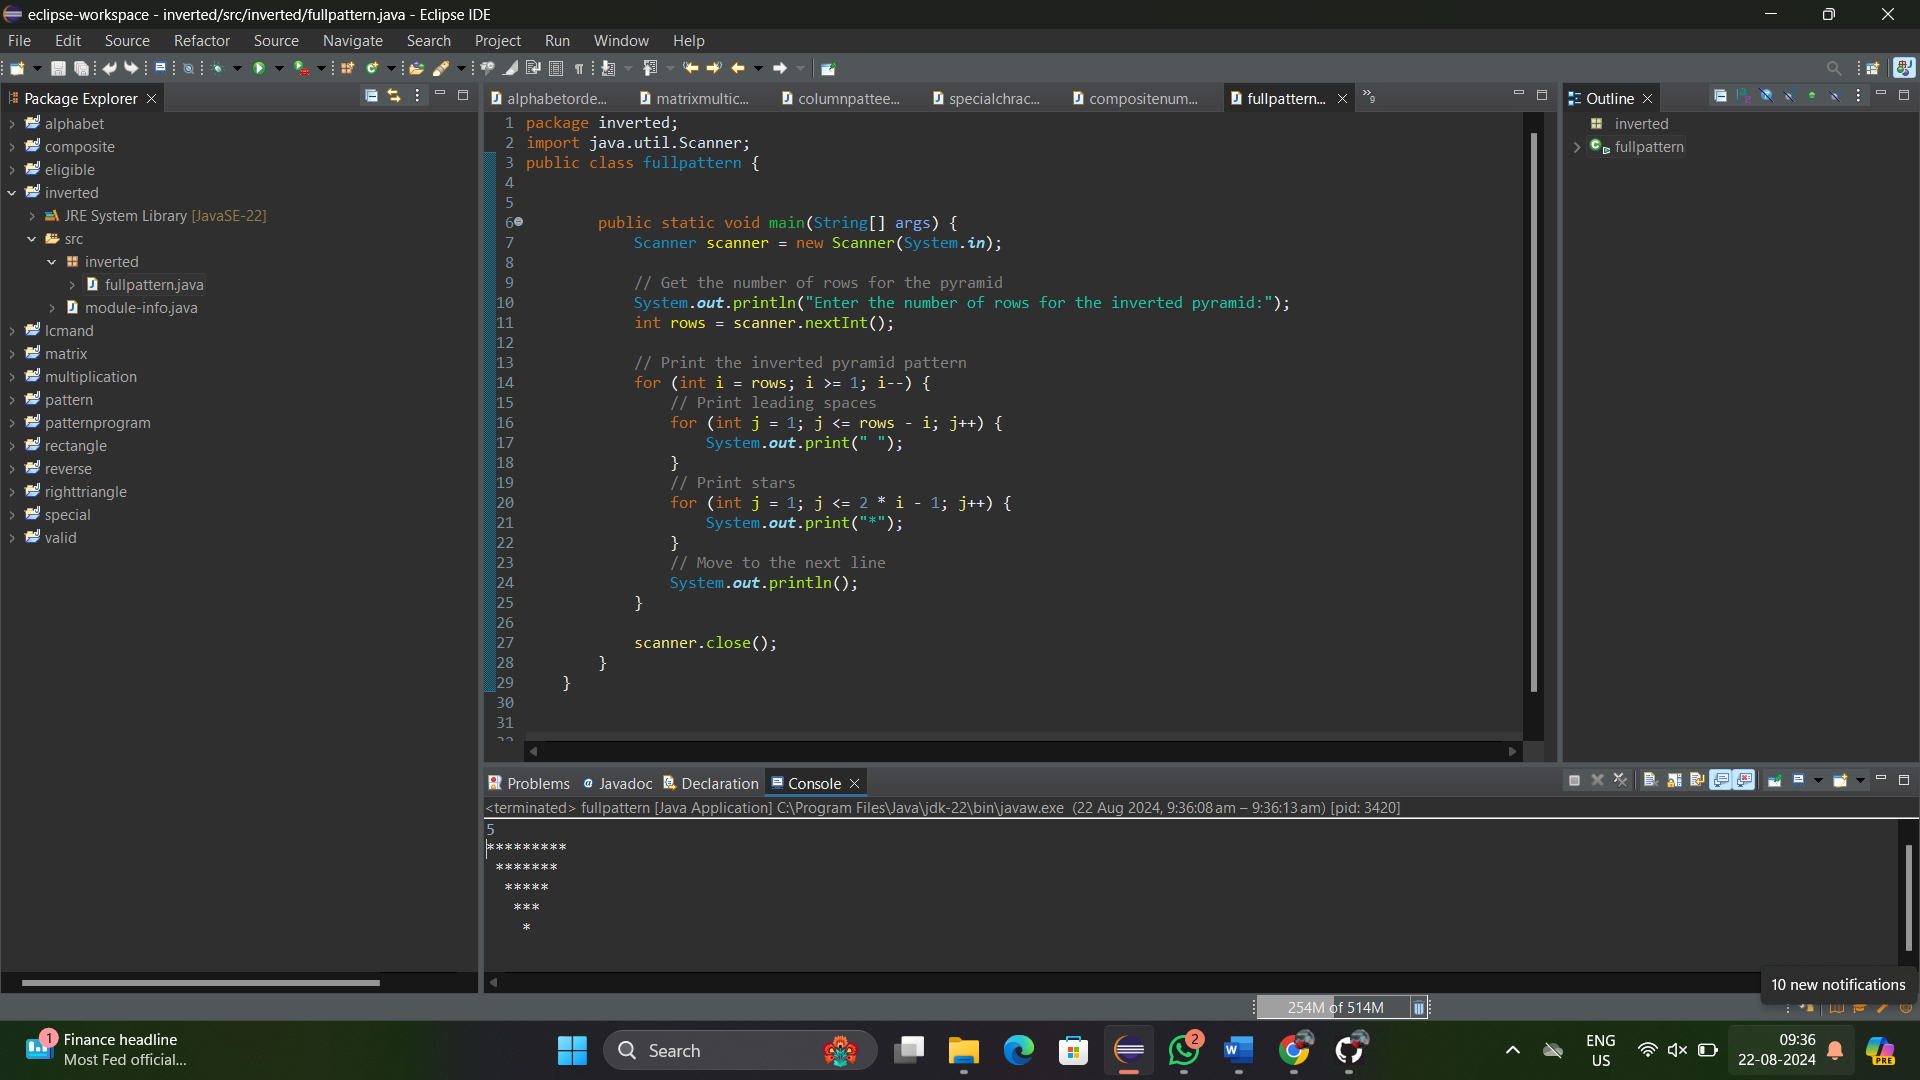 eclipse-workspace - inverted/src/inverted/fullpattern.java - Eclipse IDE
File Edit Source Refactor Source Navigate Search Project Run Window Help
Package Explorer
alphabet
composite
eligible
inverted
JRE System Library [JavaSE-22]
src
inverted
fullpattern.java
module-info.java
lcmand
matrix
multiplication
pattern
patternprogram
rectangle
reverse
righttriangle
special
valid
alphabetorde... matrixmultic... columnpattee... specialchrac... compositenum... fullpattern... »9
1 package inverted;
2 import java.util.Scanner;
3 public class fullpattern {
4
5
6 public static void main(String[] args) {
7 Scanner scanner = new Scanner(System.in);
8
9 // Get the number of rows for the pyramid
10 System.out.println("Enter the number of rows for the inverted pyramid:");
11 int rows = scanner.nextInt();
12
13 // Print the inverted pyramid pattern
14 for (int i = rows; i >= 1; i--) {
15 // Print leading spaces
16 for (int j = 1; j <= rows - i; j++) {
17 System.out.print(" ");
18 }
19 // Print stars
20 for (int j = 1; j <= 2 * i - 1; j++) {
21 System.out.print("*");
22 }
23 // Move to the next line
24 System.out.println();
25 }
26
27 scanner.close();
28 }
29 }
30
31
Outline
inverted
fullpattern
Problems @ Javadoc Declaration Console
<terminated> fullpattern [Java Application] C:\Program Files\Java\jdk-22\bin\javaw.exe (22 Aug 2024, 9:36:08 am – 9:36:13 am) [pid: 3420]
5
*********
 *******
  *****
   ***
    *
10 new notifications
254M of 514M
1
Finance headline
Most Fed official...
Search
2
W
ENG
US
09:36
22-08-2024
PRE